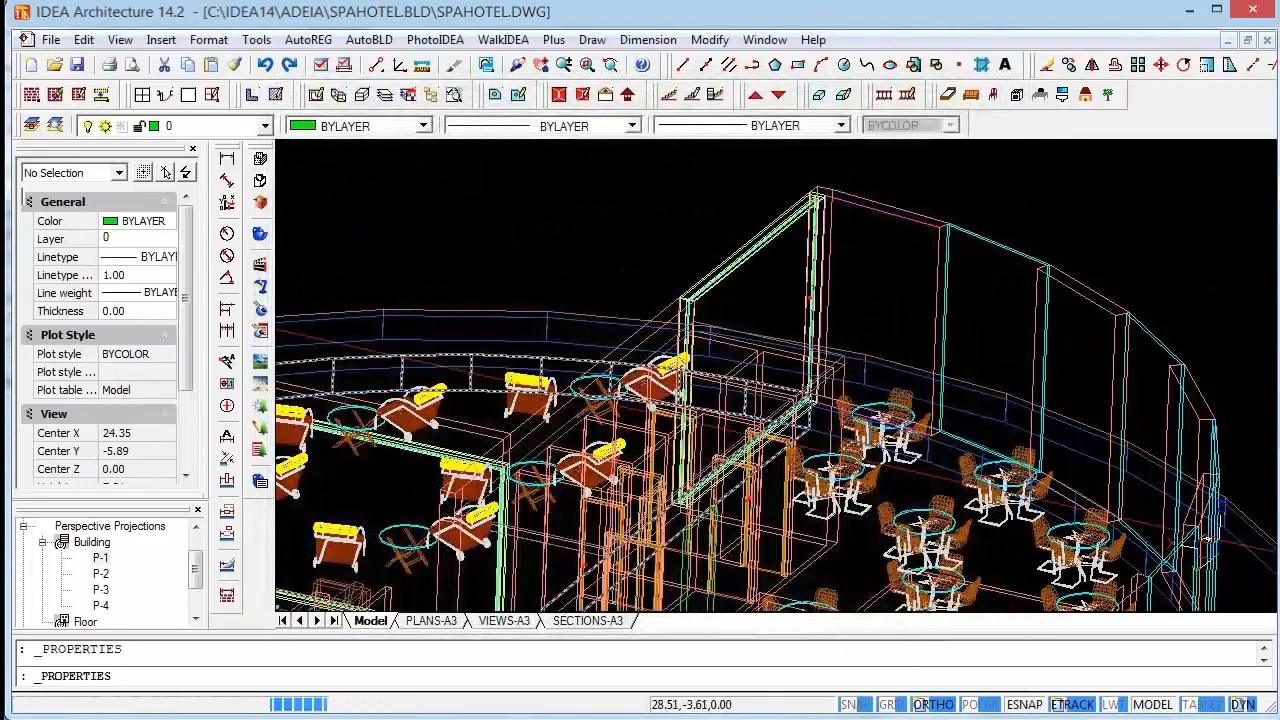 IDEA Architecture 14.2 - [C:\IDEA14\ADEIA\SPAHOTEL.BLD\SPAHOTEL.DWG]
File Edit View Insert Format Tools AutoREG AutoBLD PhotoIDEA WalkIDEA Plus Draw Dimension Modify Window Help
0 BYLAYER BYLAYER BYLAYER BYCOLOR
No Selection
General
Color BYLAYER
Layer 0
Linetype BYLAY
Linetype ... 1.00
Line weight BYLAYE
Thickness 0.00
Plot Style
Plot style BYCOLOR
Plot style ...
Plot table ... Model
View
Center X 24.35
Center Y -5.89
Center Z 0.00
Perspective Projections
Building
P-1
P-2
P-3
P-4
Floor
Model PLANS-A3 VIEWS-A3 SECTIONS-A3
: _PROPERTIES
: _PROPERTIES
28.51, -3.61,0.00 SNAP GRID ORTHO POLAR ESNAP ETRACK LWT MODEL TABLET DYN